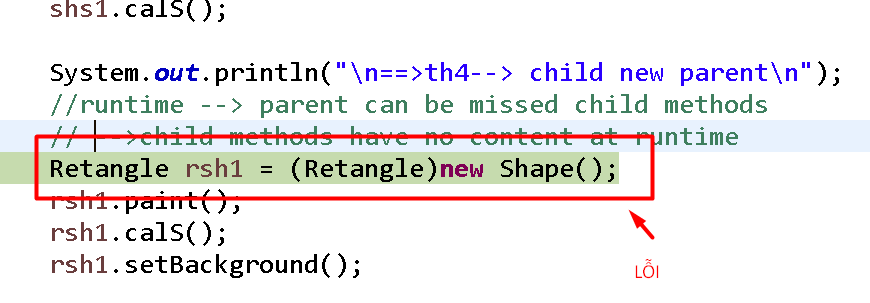 shs1.calS();
System.out.println("\n==>th4--> child new parent\n");
//runtime --> parent can be missed child methods
// -->child methods have no content at runtime
Retangle rsh1 = (Retangle)new Shape();
rsh1.paint();
rsh1.calS();
rsh1.setBackground();
LỖI